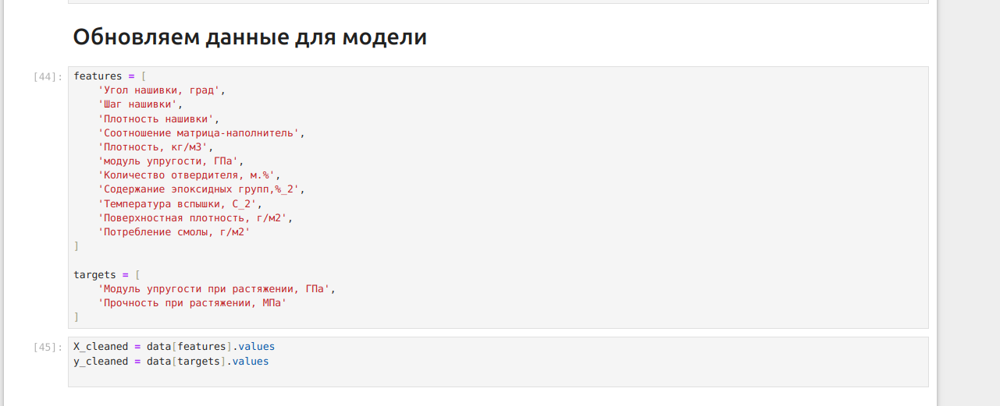 Обновляем данные для модели
[44]:
features = [
    'Угол нашивки, град',
    'Шаг нашивки',
    'Плотность нашивки',
    'Соотношение матрица-наполнитель',
    'Плотность, кг/м3',
    'модуль упругости, ГПа',
    'Количество отвердителя, м.%',
    'Содержание эпоксидных групп,%_2',
    'Температура вспышки, С_2',
    'Поверхностная плотность, г/м2',
    'Потребление смолы, г/м2'
]
targets = [
    'Модуль упругости при растяжении, ГПа',
    'Прочность при растяжении, МПа'
]
[45]:
X_cleaned = data[features].values
y_cleaned = data[targets].values